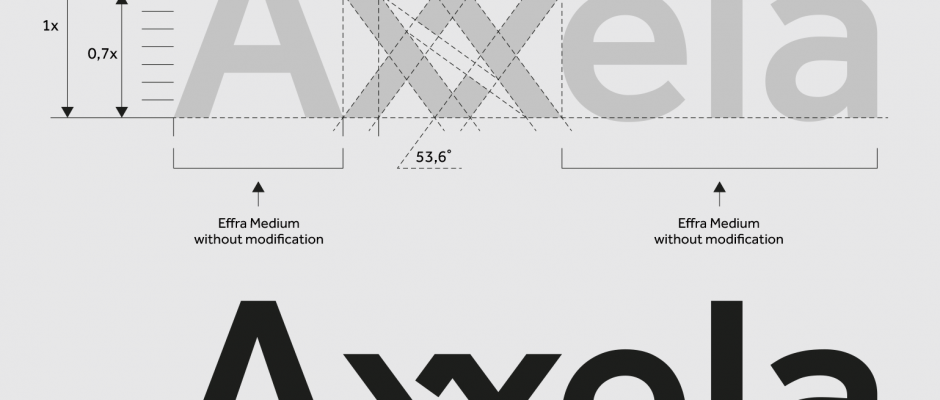 1x
0,7x
Axxela
53,6°
Effra Medium
without modification
Effra Medium
without modification
Axxela